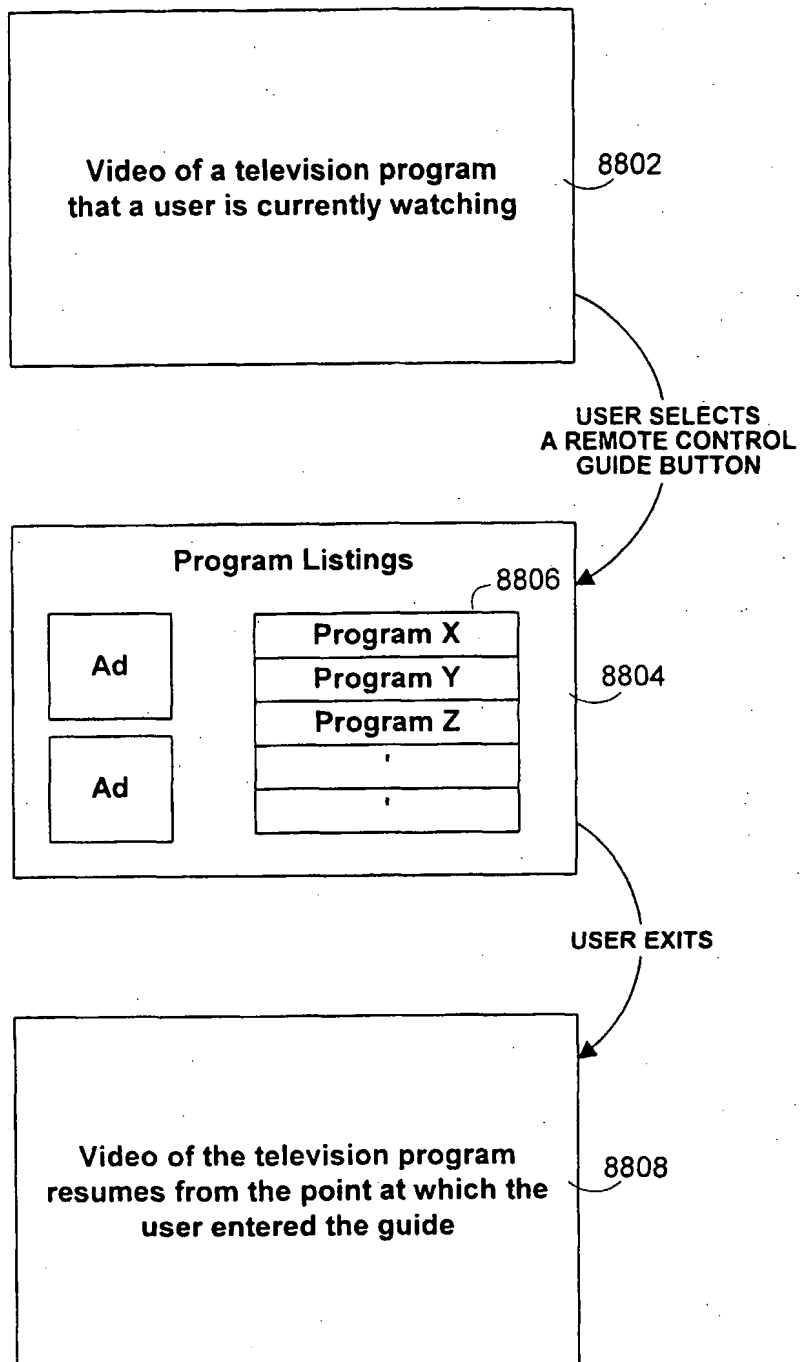 Video of a television program
that a user is currently watching
8802
USER SELECTS
A REMOTE CONTROL
GUIDE BUTTON
Program Listings
8806
Ad
Ad
Program X
Program Y
Program Z
8804
USER EXITS
Video of the television program
resumes from the point at which the
user entered the guide
8808